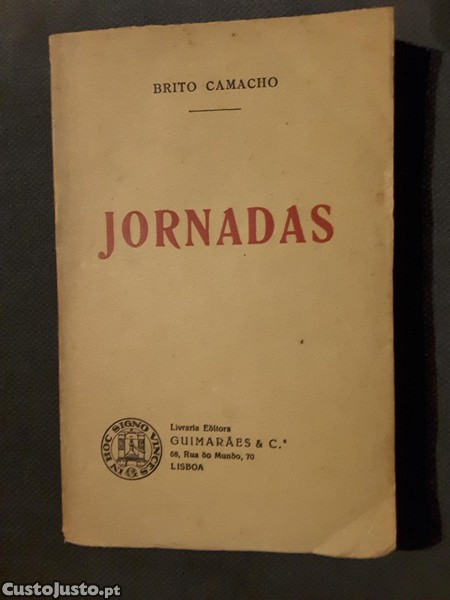 BRITO CAMACHO
JORNADAS
IN HOC SIGNO VINCES
Livraria Editora
GUIMARÃES & C.ª
68, Rua do Mundo, 70
LISBOA
CustoJusto.pt